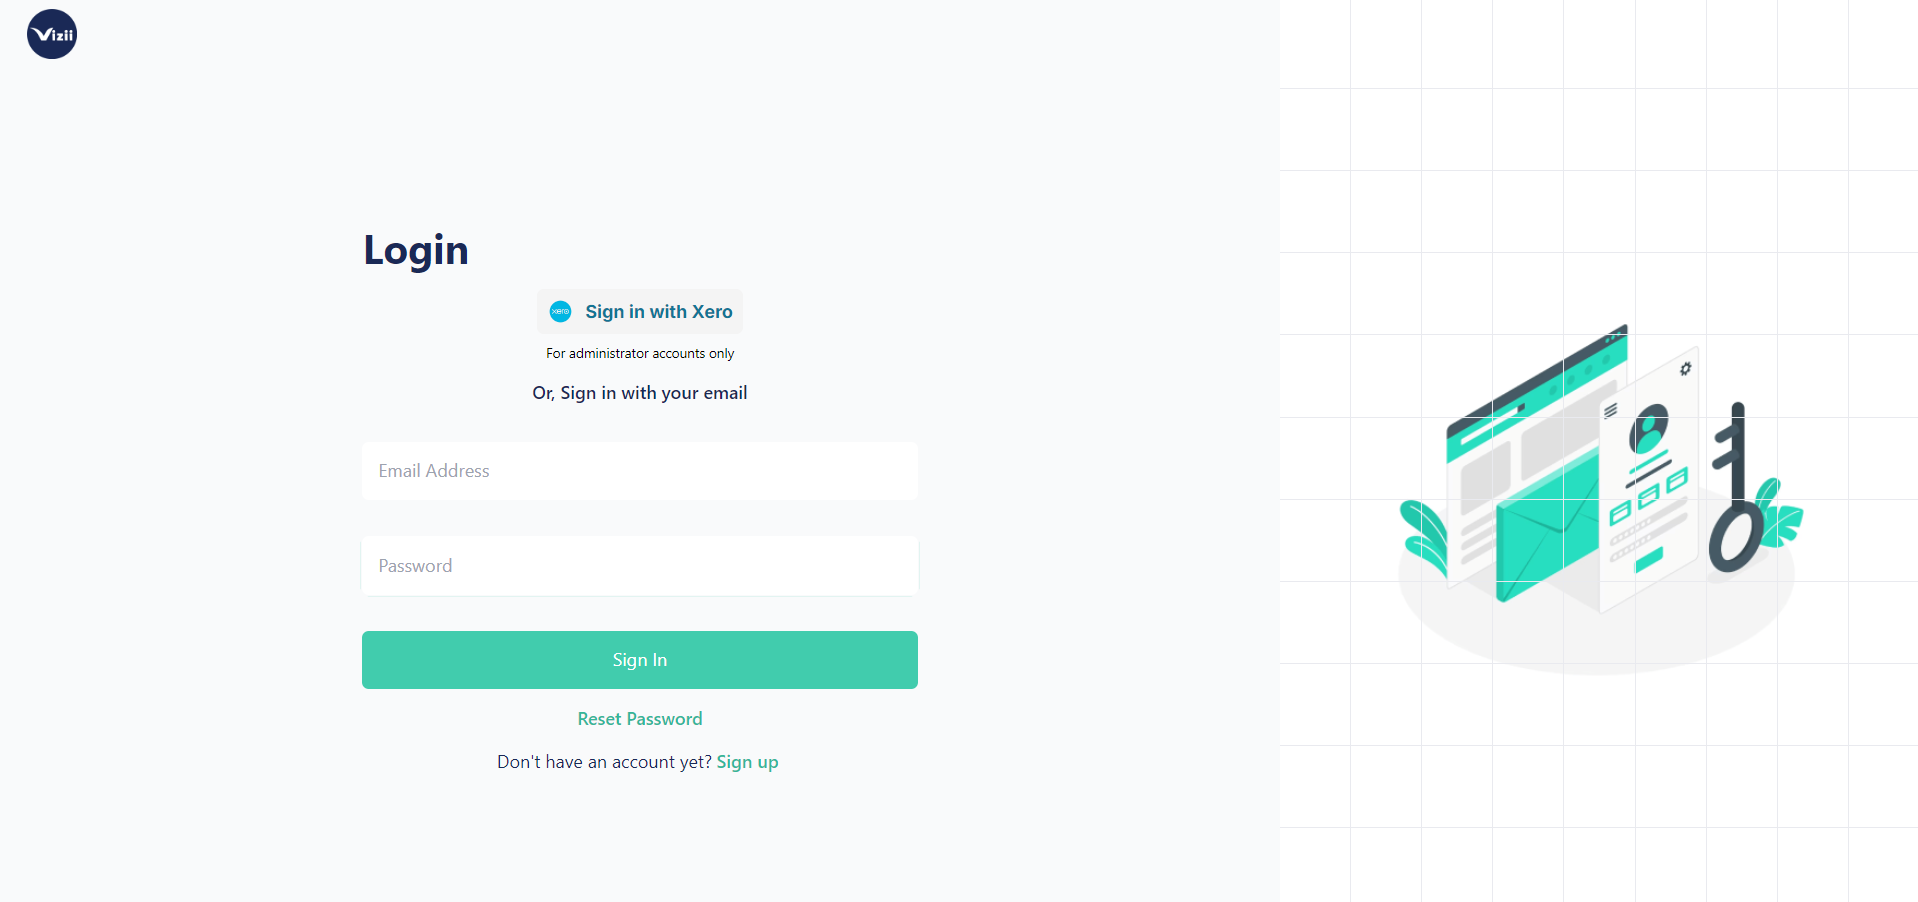 Vizii
Login
xero Sign in with Xero
For administrator accounts only
Or, Sign in with your email
Email Address
Password
Sign In
Reset Password
Don't have an account yet? Sign up